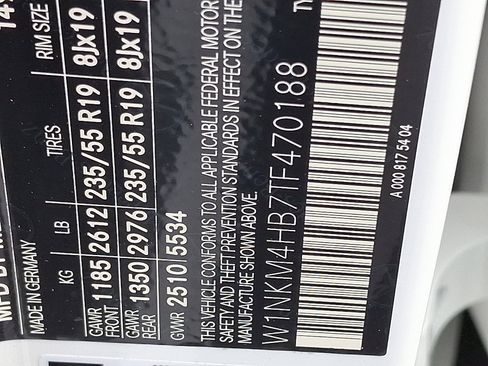 MADE IN GERMANY
KG LB TIRES RIM SIZE
GAWR FRONT 1185 2612 235/55 R19 8Jx19
GAWR REAR 1350 2976 235/55 R19 8Jx19
GVWR 2510 5534
THIS VEHICLE CONFORMS TO ALL APPLICABLE FEDERAL MOTOR
SAFETY AND THEFT PREVENTION STANDARDS IN EFFECT ON THE
MANUFACTURE SHOWN ABOVE.
W1NKM4HB7TF470188
A 000 817 54 04